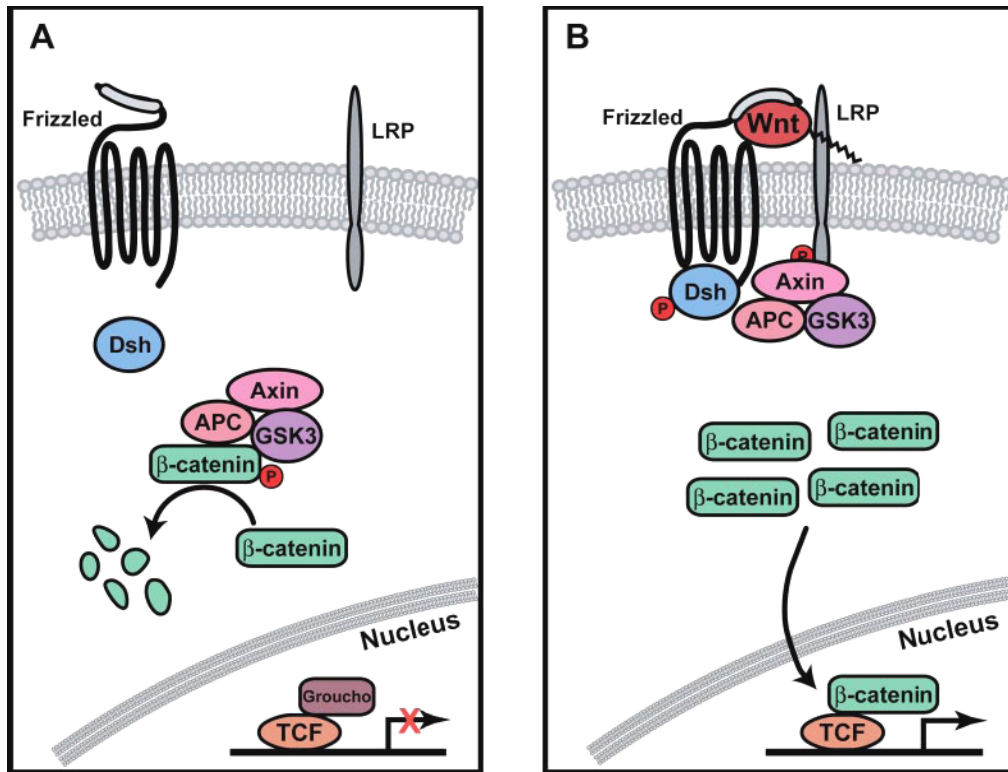 A
Frizzled
LRP
Dsh
Axin
APC
GSK3
β-catenin
P
β-catenin
Nucleus
Groucho
TCF
X
B
Frizzled
Wnt
LRP
P
Dsh
P
Axin
APC
GSK3
β-catenin
β-catenin
β-catenin
β-catenin
Nucleus
β-catenin
TCF